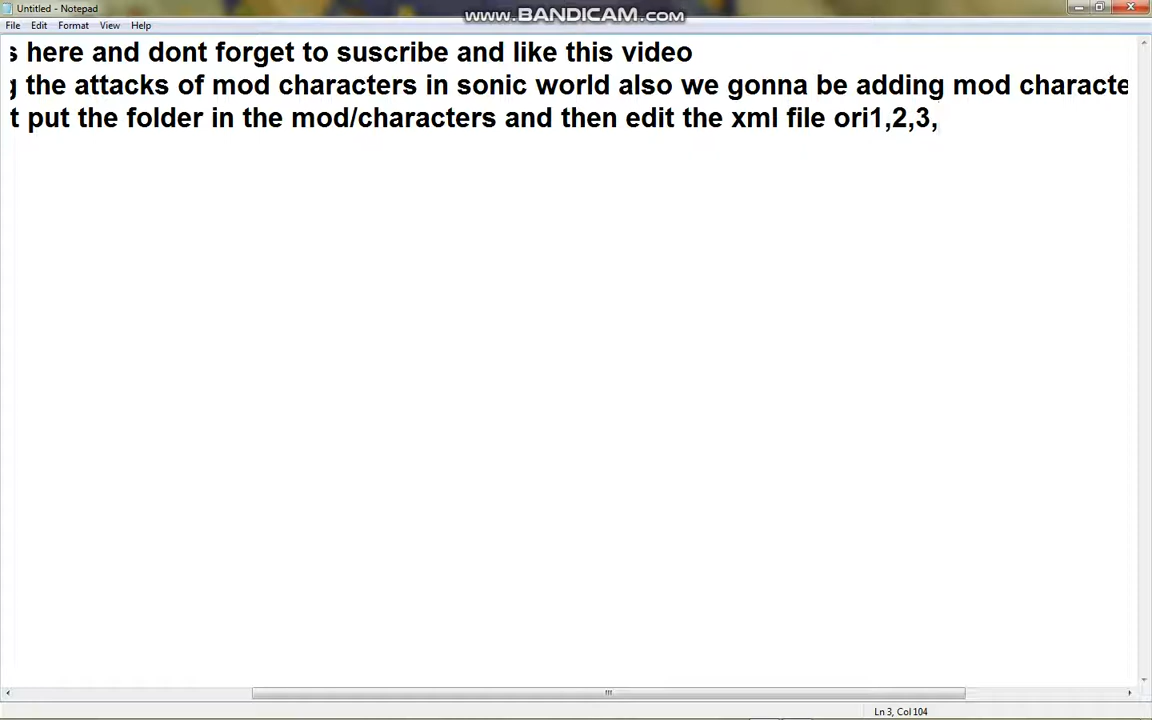 Untitled - Notepad
www.BANDICAM.com
File Edit Format View Help
here and dont forget to suscribe and like this video
the attacks of mod characters in sonic world also we gonna be adding mod characte
put the folder in the mod/characters and then edit the xml file ori1,2,3,
Ln 3, Col 104